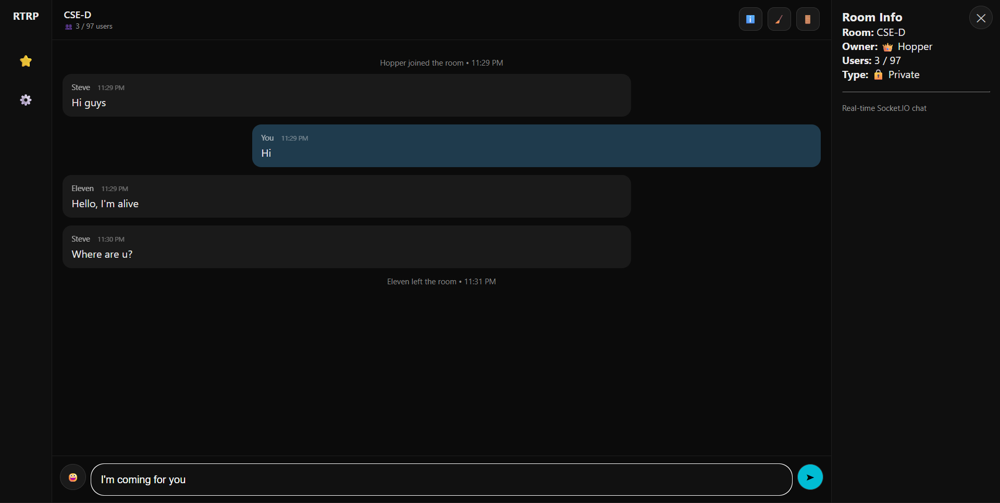 RTRP
CSE-D
3 / 97 users
Hopper joined the room • 11:29 PM
Steve 11:29 PM
Hi guys
You 11:29 PM
Hi
Eleven 11:29 PM
Hello, I'm alive
Steve 11:30 PM
Where are u?
Eleven left the room • 11:31 PM
I'm coming for you
Room Info
Room: CSE-D
Owner: Hopper
Users: 3 / 97
Type: Private
Real-time Socket.IO chat